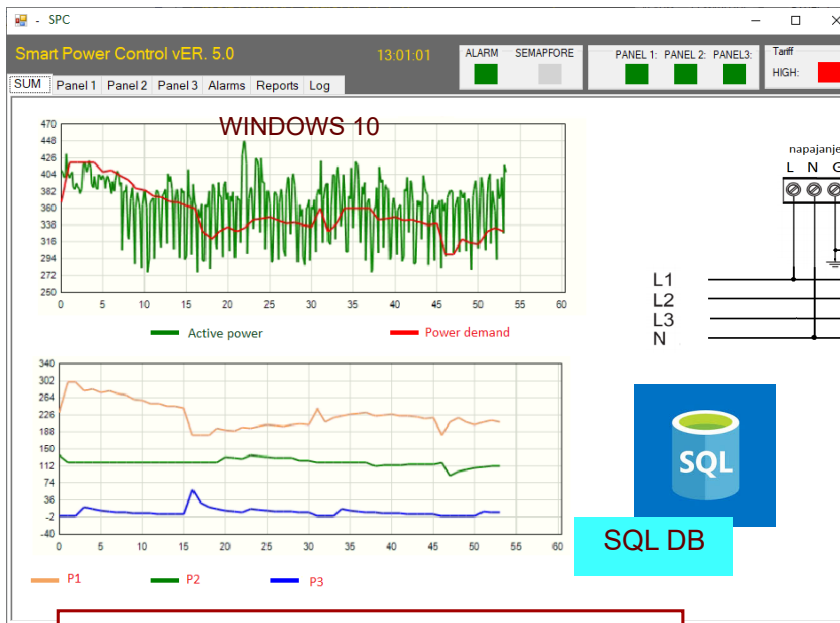 - SPC
Smart Power Control vER. 5.0
13:01:01
ALARM
SEMAPFORE
PANEL 1:
PANEL 2:
PANEL3:
Tariff
HIGH:
SUM
Panel 1
Panel 2
Panel 3
Alarms
Reports
Log
WINDOWS 10
470
448
426
404
382
360
338
316
294
272
250
0 5 10 15 20 25 30 35 40 45 50 55 60
Active power
Power demand
napajanje
L N G
L1
L2
L3
N
340
302
264
226
188
150
112
74
36
-2
-40
0 5 10 15 20 25 30 35 40 45 50 55 60
P1
P2
P3
SQL
SQL DB